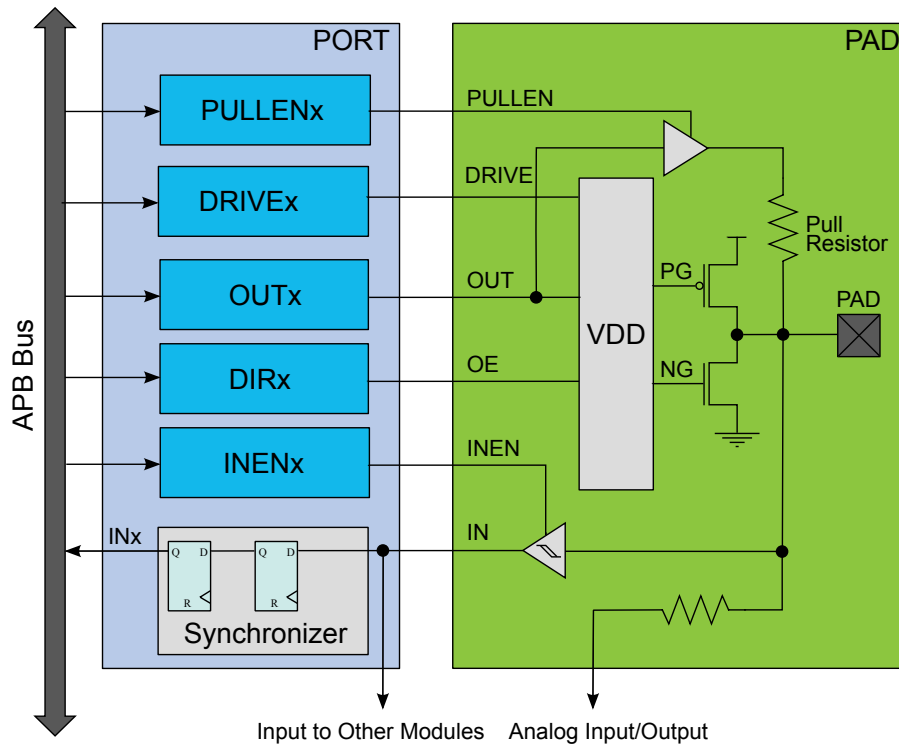 PORT
PAD
APB Bus
PULLENx
PULLEN
DRIVEx
DRIVE
Pull
Resistor
OUTx
OUT
PG
PAD
VDD
DIRx
OE
NG
INENx
INEN
INx
Q D
R
Q D
R
IN
Synchronizer
Input to Other Modules
Analog Input/Output